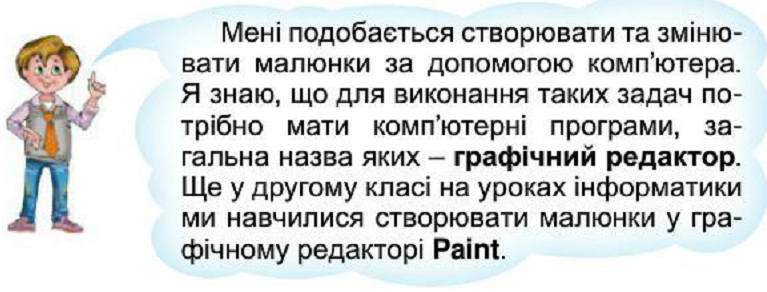 Мені подобається створювати та зміню-
вати малюнки за допомогою комп'ютера.
Я знаю, що для виконання таких задач по-
трібно мати комп'ютерні програми, за-
гальна назва яких – графічний редактор.
Ще у другому класі на уроках інформатики
ми навчилися створювати малюнки у гра-
фічному редакторі Paint.